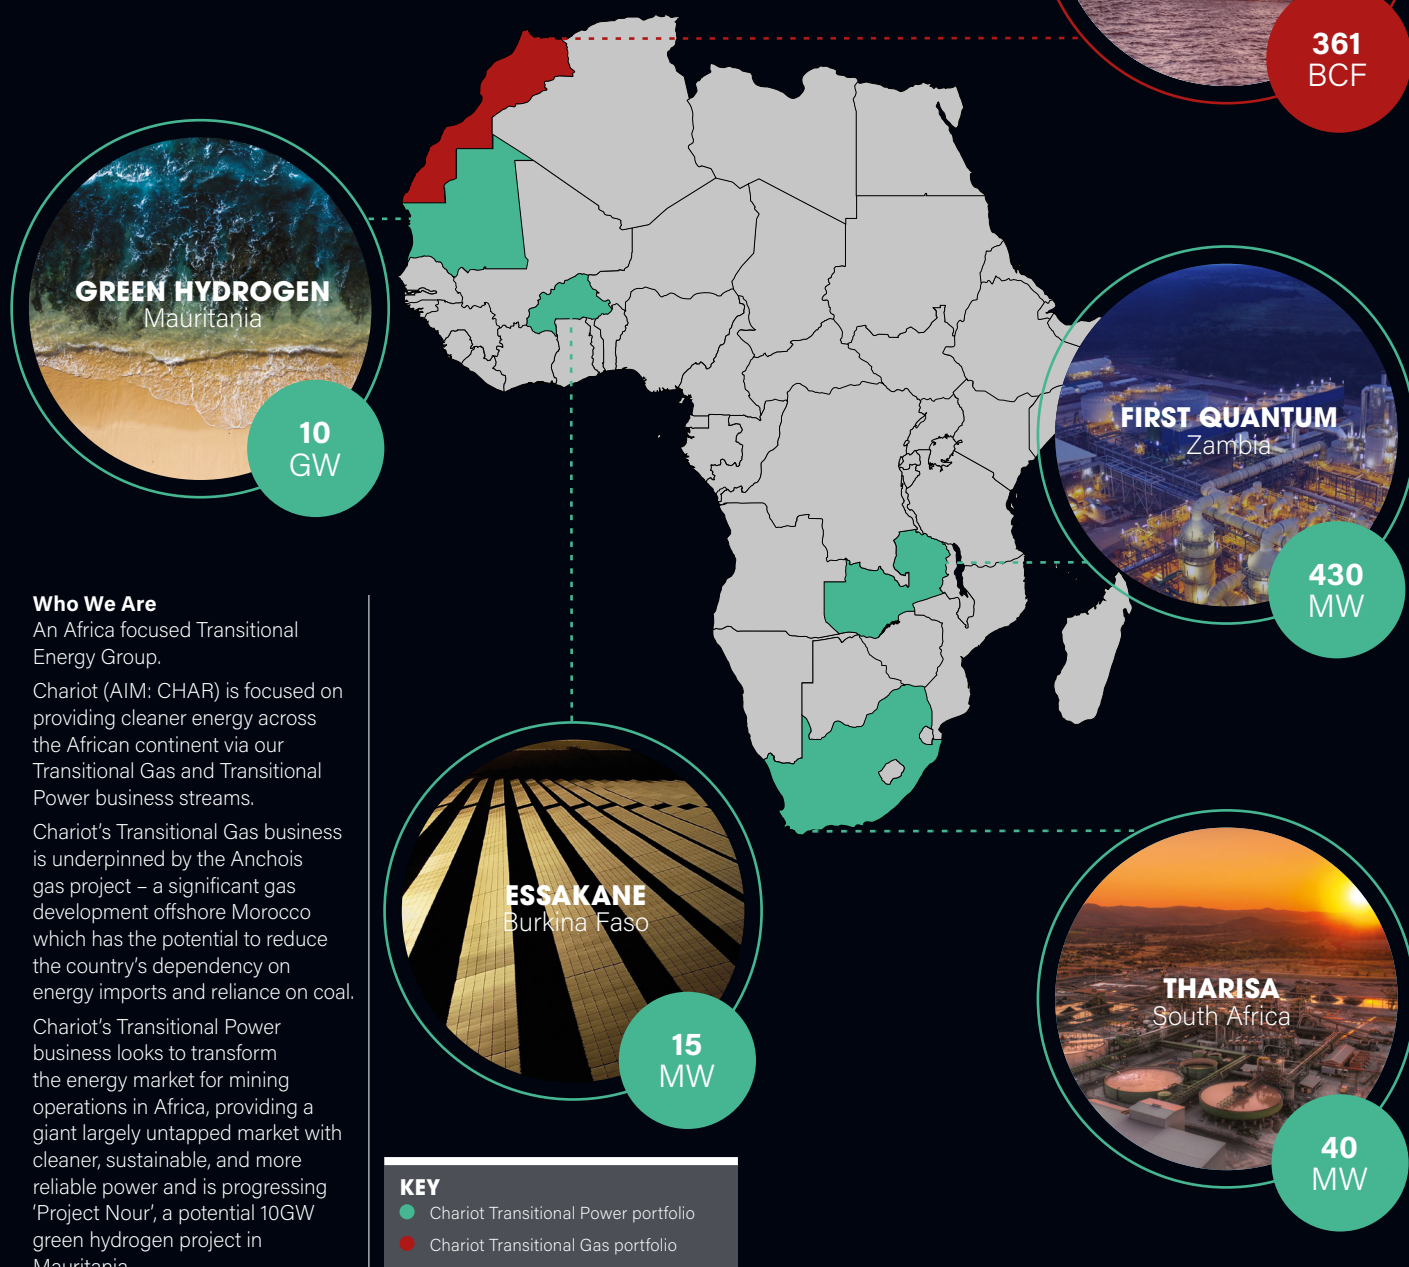 361
BCF
GREEN HYDROGEN
Mauritania
10
GW
FIRST QUANTUM
Zambia
430
MW
Who We Are
An Africa focused Transitional
Energy Group.
Chariot (AIM: CHAR) is focused on
providing cleaner energy across
the African continent via our
Transitional Gas and Transitional
Power business streams.
Chariot’s Transitional Gas business
is underpinned by the Anchois
gas project – a significant gas
development offshore Morocco
which has the potential to reduce
the country’s dependency on
energy imports and reliance on coal.
Chariot’s Transitional Power
business looks to transform
the energy market for mining
operations in Africa, providing a
giant largely untapped market with
cleaner, sustainable, and more
reliable power and is progressing
‘Project Nour’, a potential 10GW
green hydrogen project in
Mauritania
ESSAKANE
Burkina Faso
15
MW
THARISA
South Africa
40
MW
KEY
Chariot Transitional Power portfolio
Chariot Transitional Gas portfolio